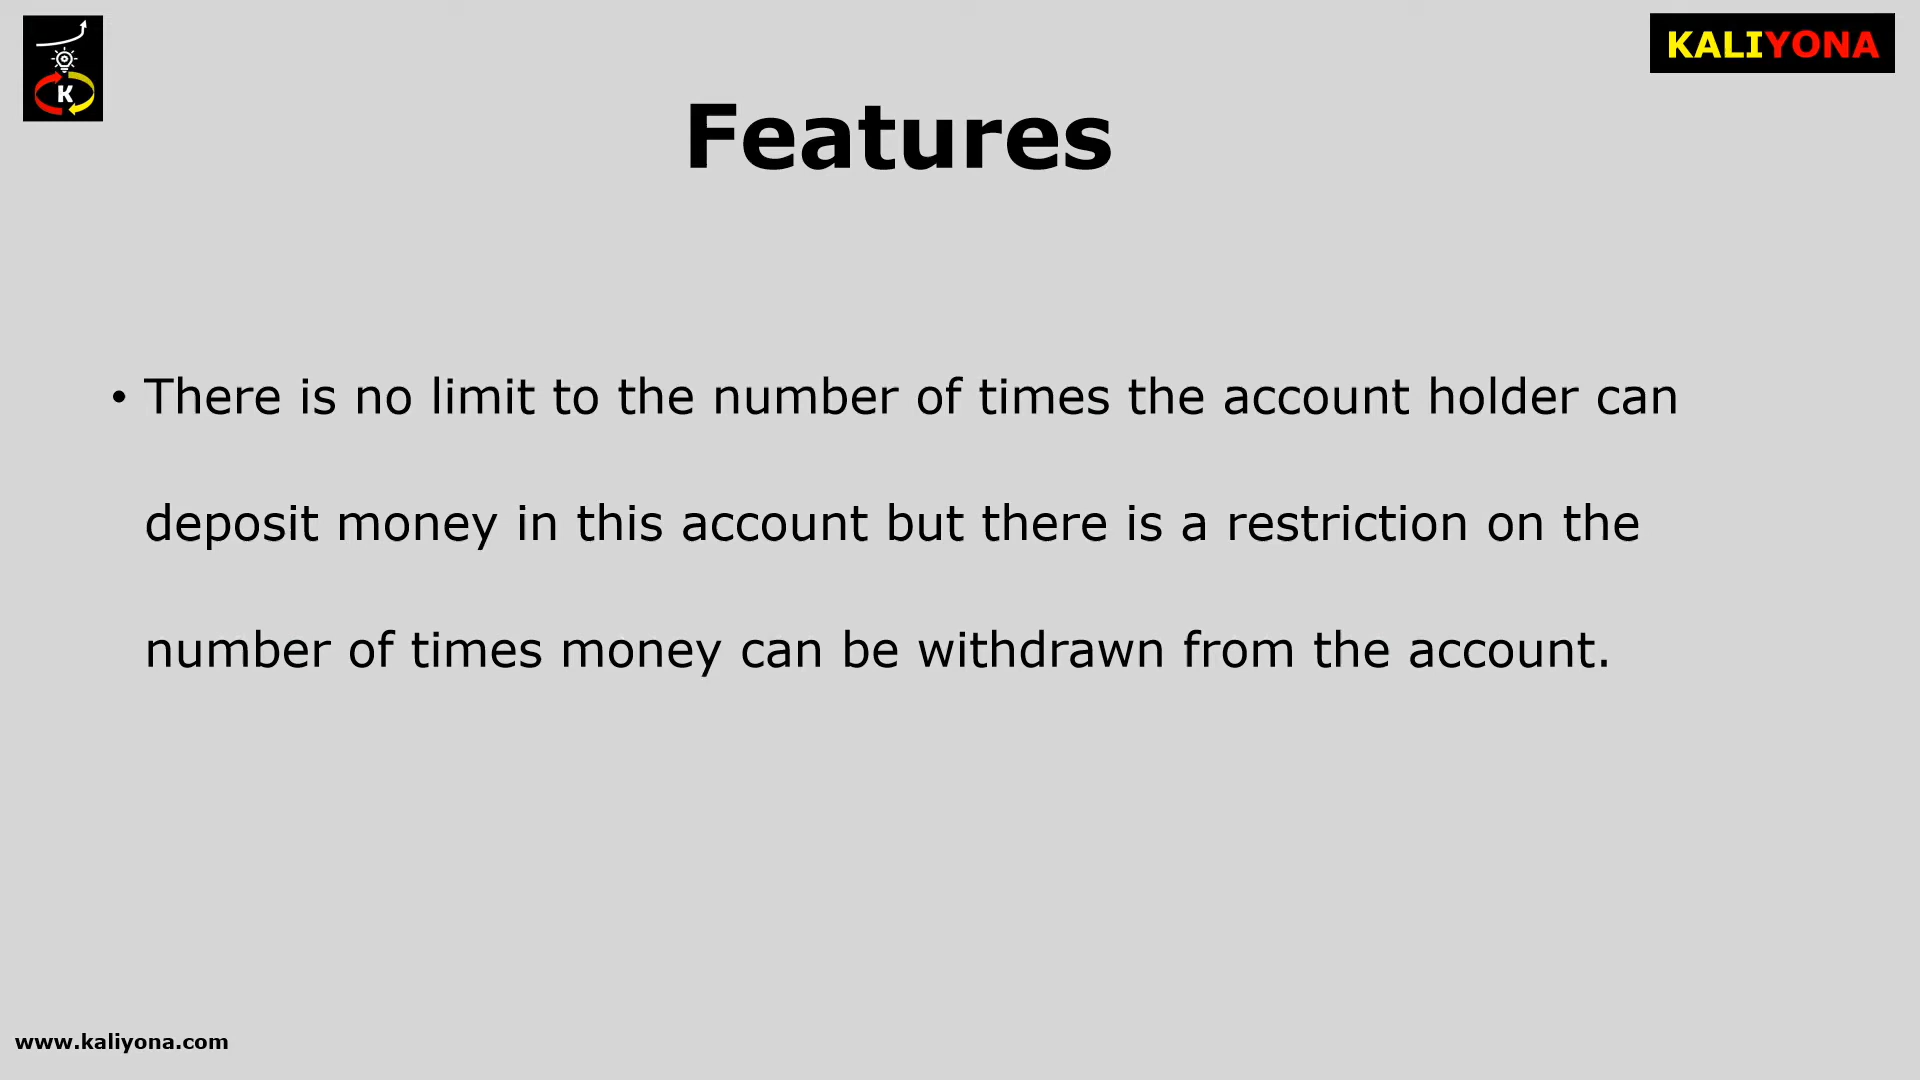 K
KALIYONA
Features
• There is no limit to the number of times the account holder can
deposit money in this account but there is a restriction on the
number of times money can be withdrawn from the account.
www.kaliyona.com